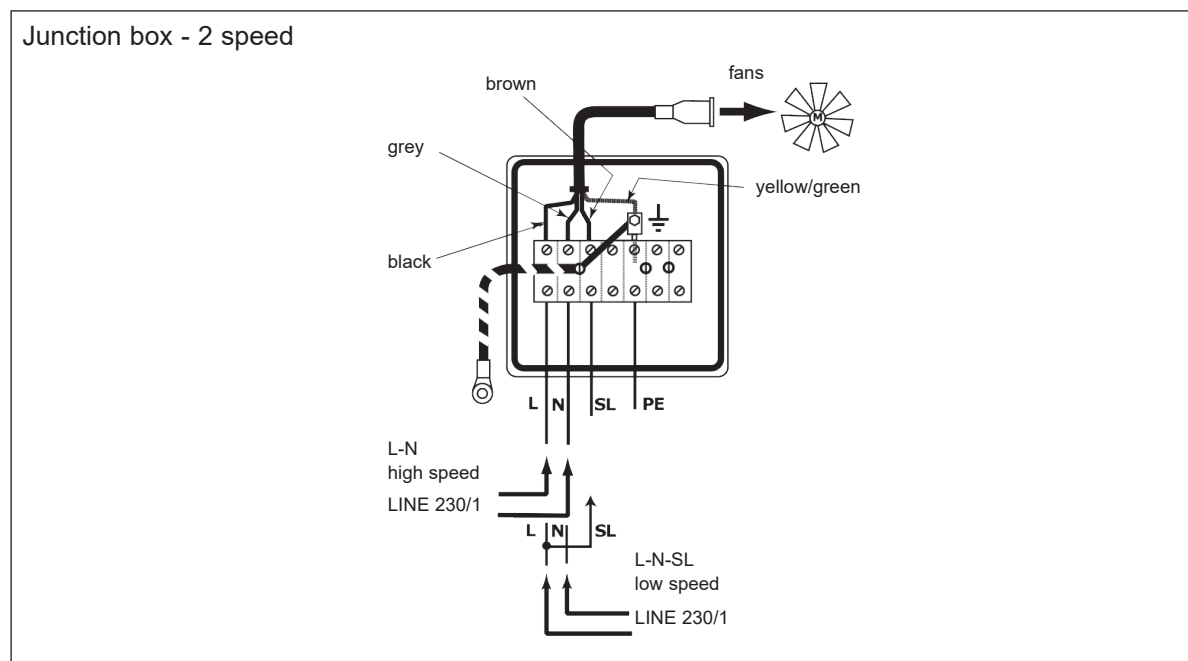 Junction box - 2 speed
fans
brown
grey
yellow/green
black
L N SL PE
L-N
high speed
LINE 230/1
L N SL
L-N-SL
low speed
LINE 230/1
M